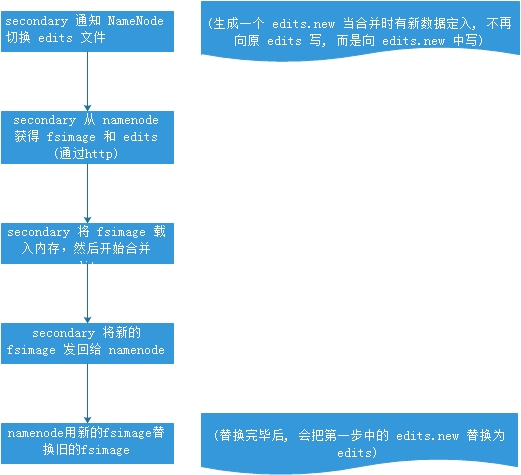 secondary 通知 NameNode
切换 edits 文件
(生成一个 edits.new 当合并时有新数据定入, 不再
向原 edits 写, 而是向 edits.new 中写)
secondary 从 namenode
获得 fsimage 和 edits
(通过http)
secondary 将 fsimage 载
入内存，然后开始合并
secondary 将新的
fsimage 发回给 namenode
namenode用新的fsimage替
换旧的fsimage
(替换完毕后, 会把第一步中的 edits.new 替换为
edits)